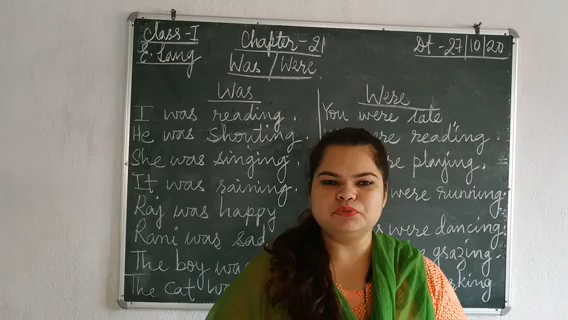 Class-I
E. Lang
Chapter-21
Was/Were
Dt-27/10/20
Was
I was reading.
He was Shouting.
She was singing.
It was raining.
Raj was happy
Rani was sad
The boy was
The cat
Were
You were late
were reading.
playing.
were running.
were dancing.
grazing.